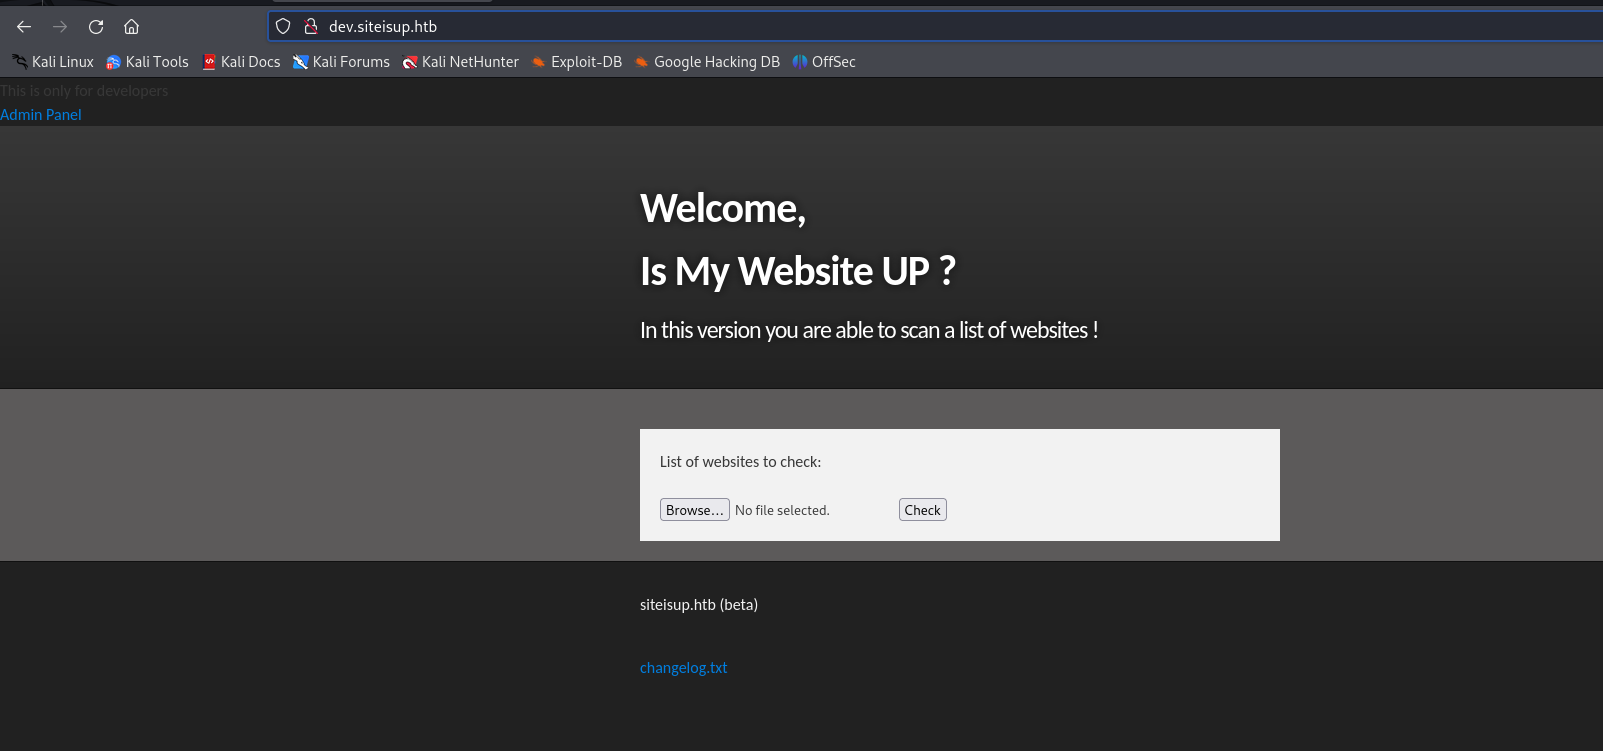 dev.siteisup.htb
Kali Linux Kali Tools Kali Docs Kali Forums Kali NetHunter Exploit-DB Google Hacking DB OffSec
This is only for developers
Admin Panel
Welcome,
Is My Website UP ?
In this version you are able to scan a list of websites !
List of websites to check:
Browse... No file selected. Check
siteisup.htb (beta)
changelog.txt